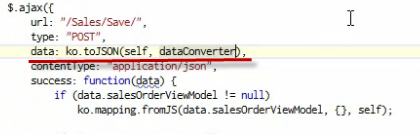 $.ajax({
url: "/Sales/Save/",
type: "POST",
data: ko.toJSON(self, dataConverter),
contentType: "application/json",
success: function(data) {
if (data.salesOrderViewModel != null)
ko.mapping.fromJS(data.salesOrderViewModel, {}, self);